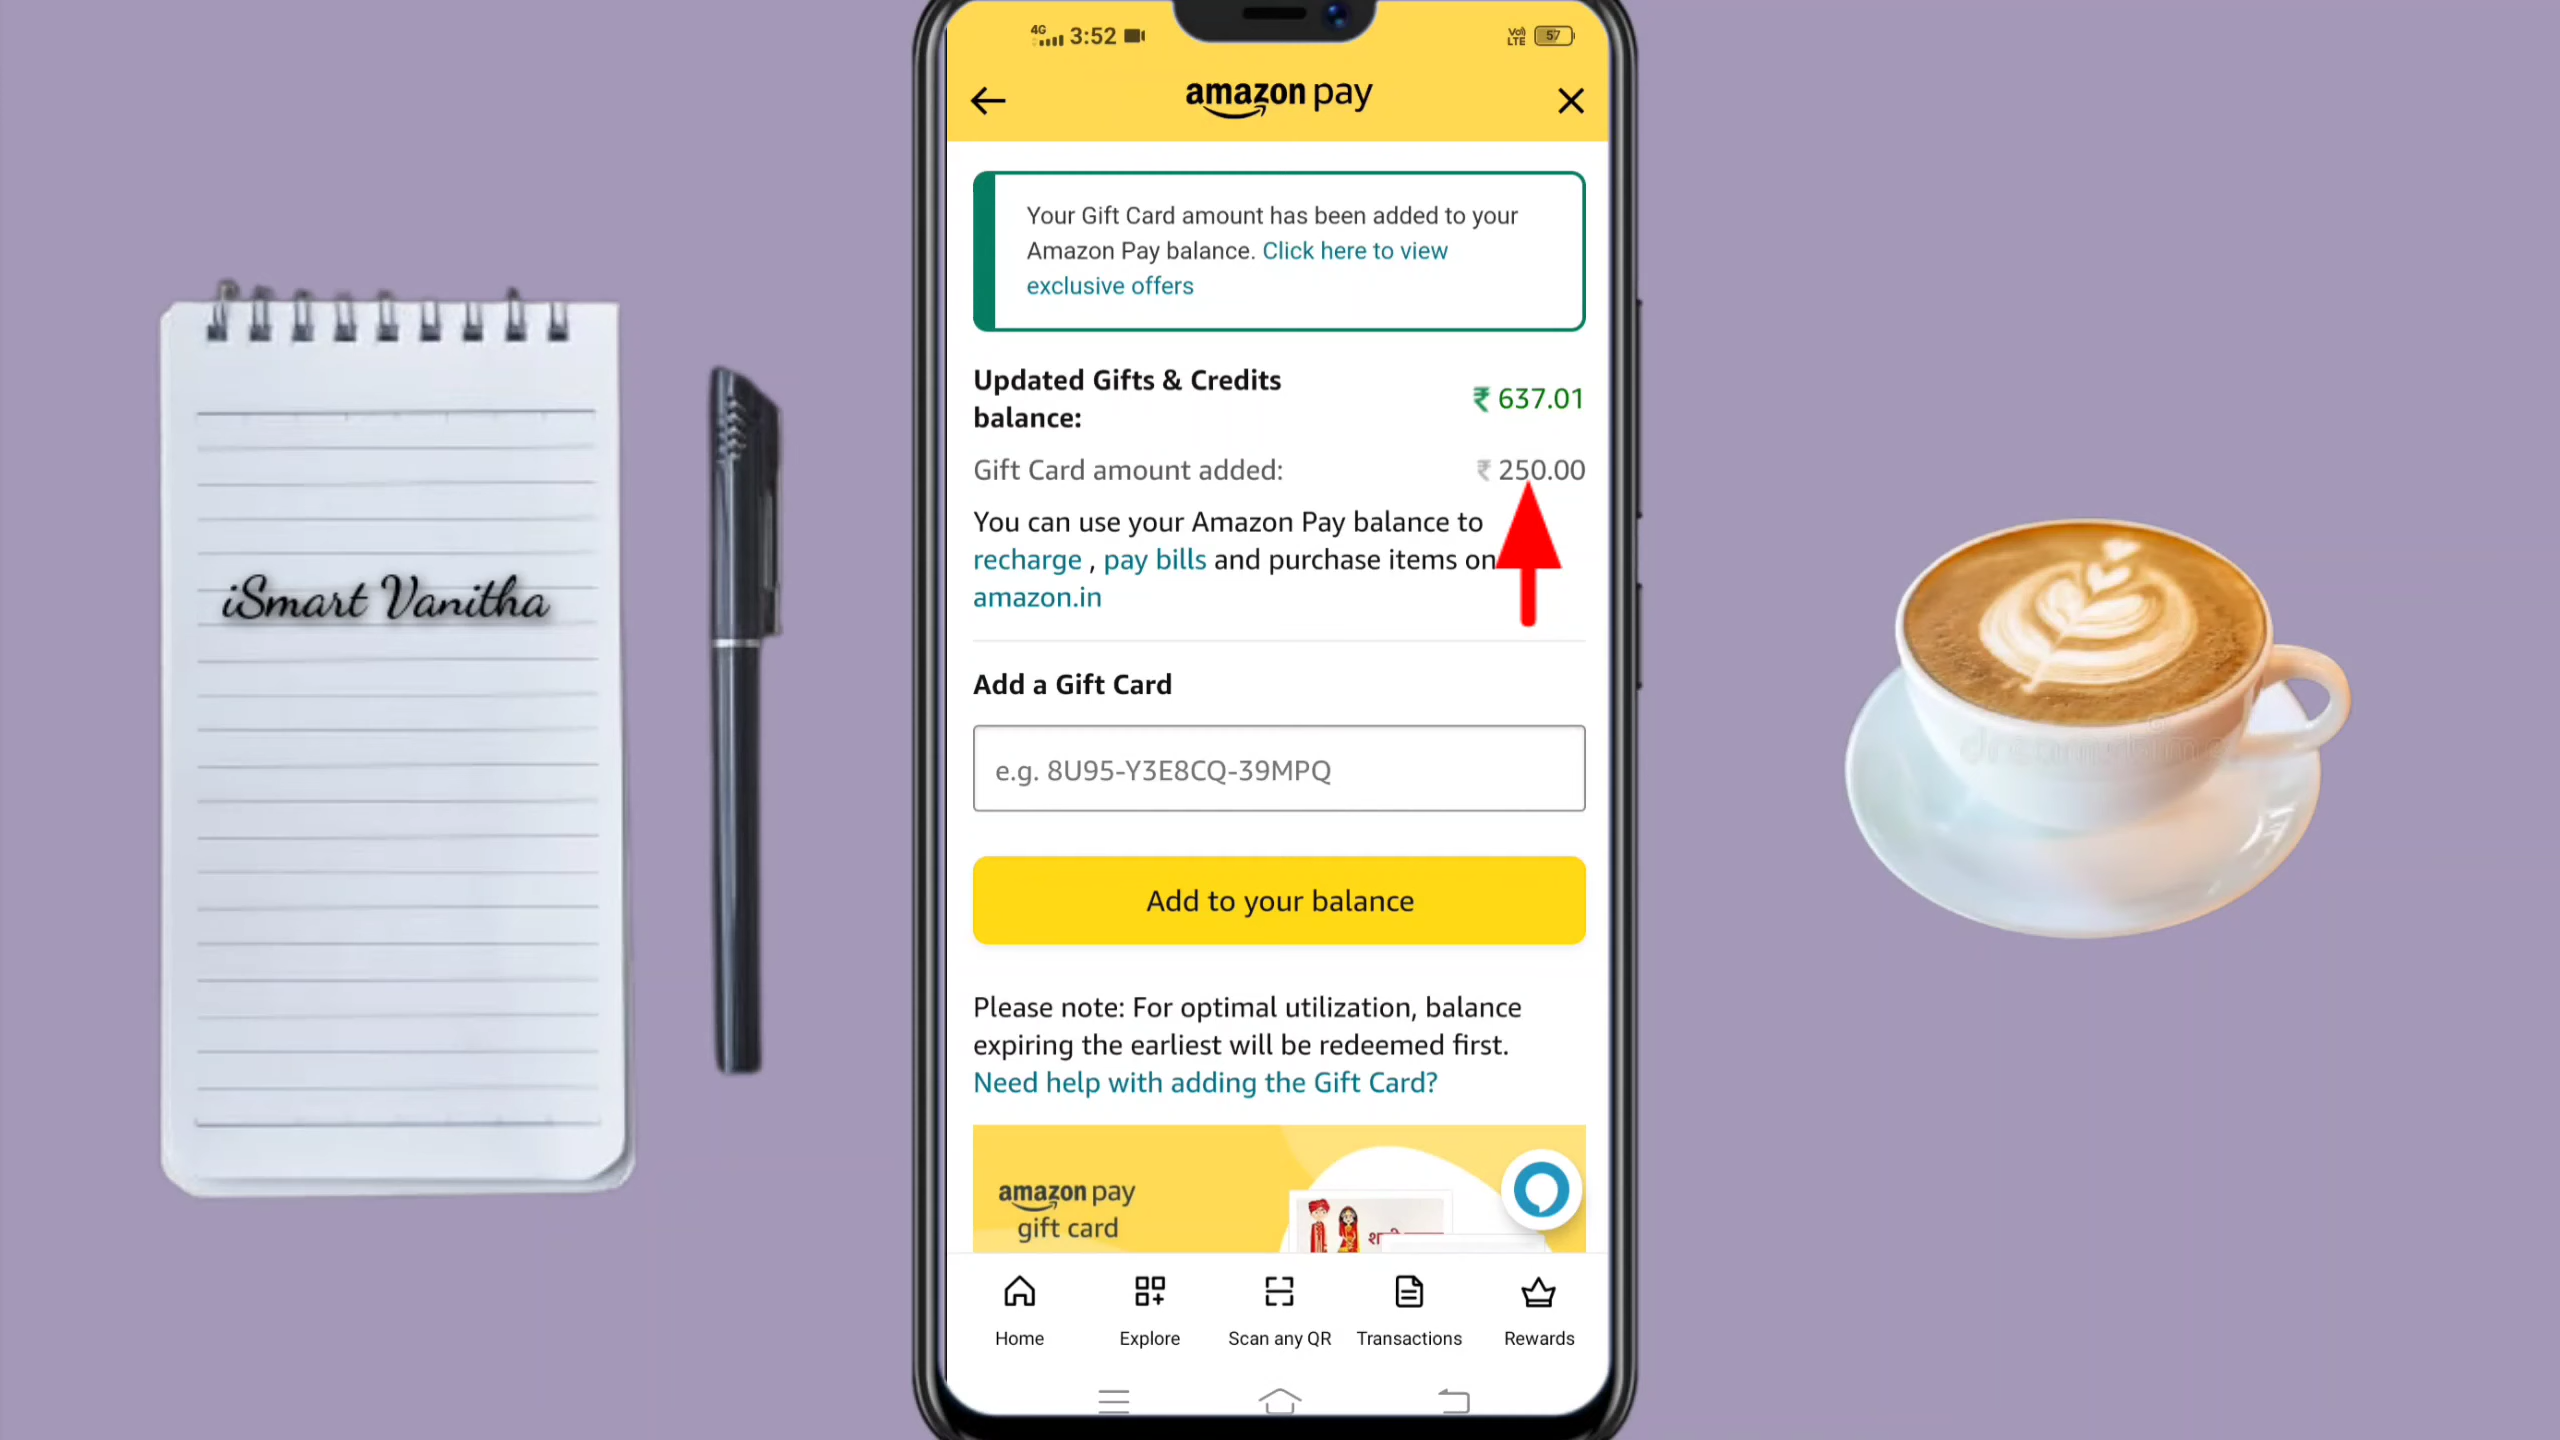 iSmart Vanitha
4G 3:52 Vo) LTE 57
amazon pay
Your Gift Card amount has been added to your
Amazon Pay balance. Click here to view
exclusive offers
Updated Gifts & Credits
balance:
₹ 637.01
Gift Card amount added: ₹ 250.00
You can use your Amazon Pay balance to
recharge , pay bills and purchase items on
amazon.in
Add a Gift Card
e.g. 8U95-Y3E8CQ-39MPQ
Add to your balance
Please note: For optimal utilization, balance
expiring the earliest will be redeemed first.
Need help with adding the Gift Card?
amazon pay
gift card
Home Explore Scan any QR Transactions Rewards